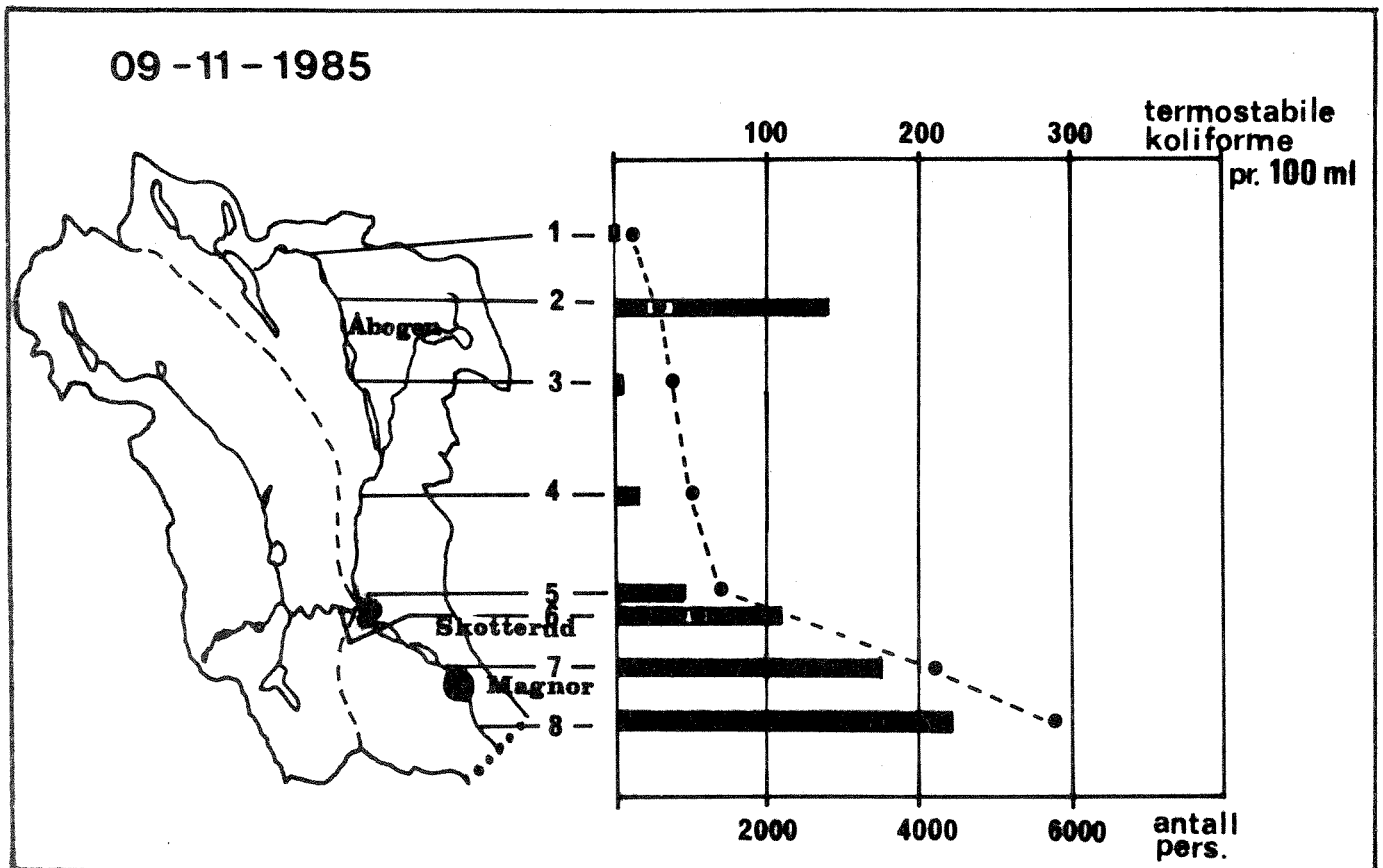 09-11-1985
termostabile
koliforme
pr. 100 ml
100 200 300
1
2
Åbogen
3
4
5
6
Skotterud
7
Magnor
8
2000 4000 6000
antall
pers.